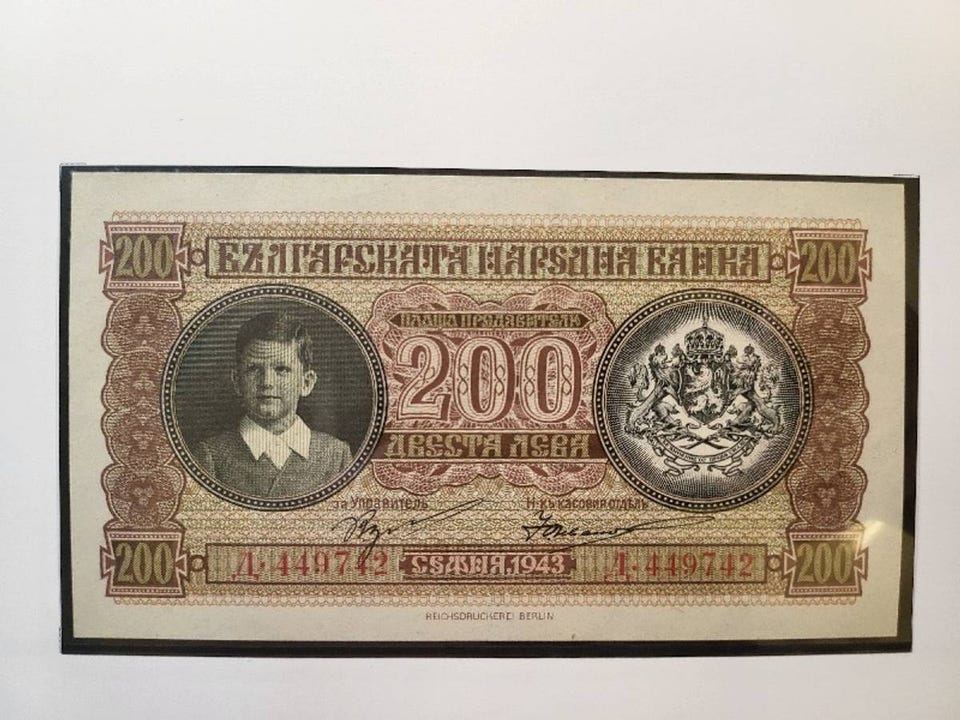 200 БЪЛГАРСКАТА НАРОДНА БАНКА 200
ПЛАЩА ПРЕДЯВИТЕЛЮ
200
ДВЕСТА ЛЕВА
за Управитель Н-къ касовия отдѣлъ
200 Д·449742 СОФИЯ, 1943 Д·449742 200
REICHSDRUCKEREI BERLIN